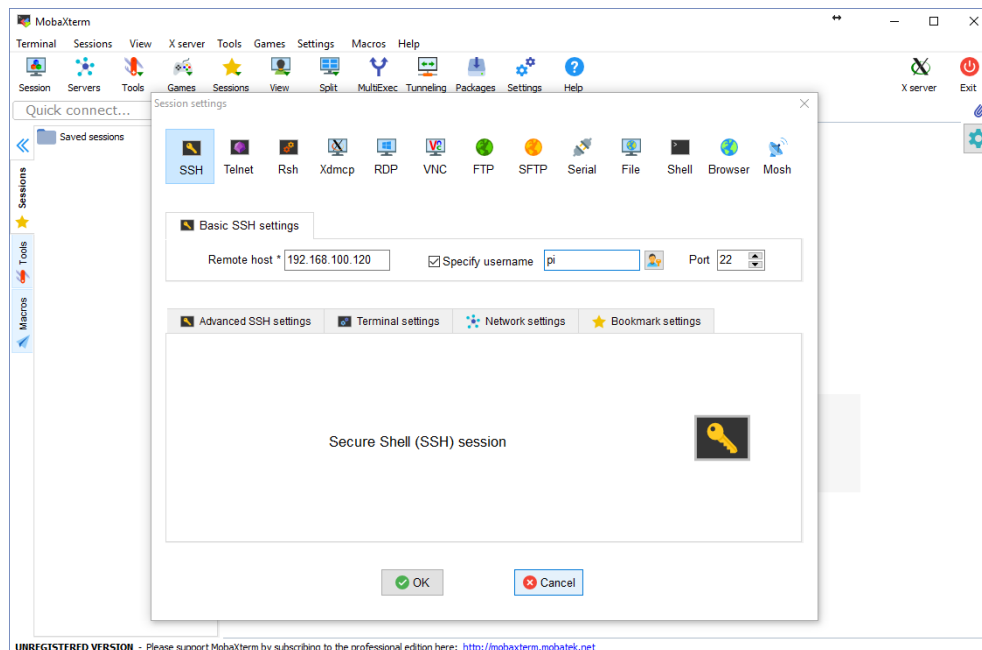 MobaXterm
Terminal Sessions View X server Tools Games Settings Macros Help
Session Servers Tools Games Sessions View Split MultiExec Tunneling Packages Settings Help X server Exit
Quick connect...
Session settings
Saved sessions
SSH Telnet Rsh Xdmcp RDP VNC FTP SFTP Serial File Shell Browser Mosh
Sessions
Tools
Macros
Basic SSH settings
Remote host * 192.168.100.120 Specify username pi Port 22
Advanced SSH settings Terminal settings Network settings Bookmark settings
Secure Shell (SSH) session
OK Cancel
UNREGISTERED VERSION - Please support MobaXterm by subscribing to the professional edition here: http://mobaxterm.mobatek.net